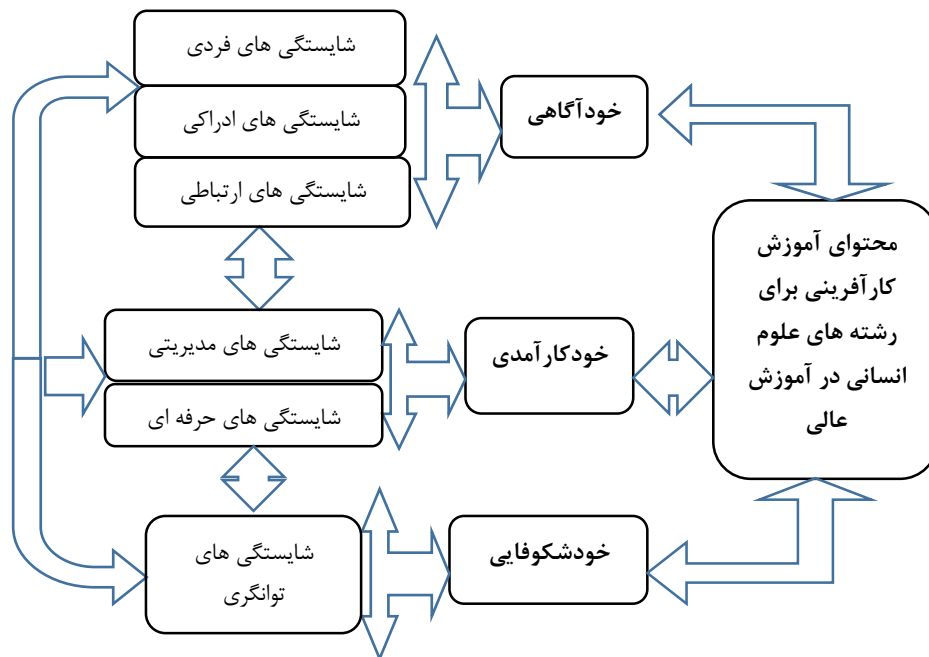 شایستگی های فردی
شایستگی های ادراکی
شایستگی های ارتباطی
خودآگاهی
محتوای آموزش
کارآفرینی برای
رشته های علوم
انسانی در آموزش
عالی
شایستگی های مدیریتی
شایستگی های حرفه ای
خودکارآمدی
شایستگی های
توانگری
خودشکوفایی